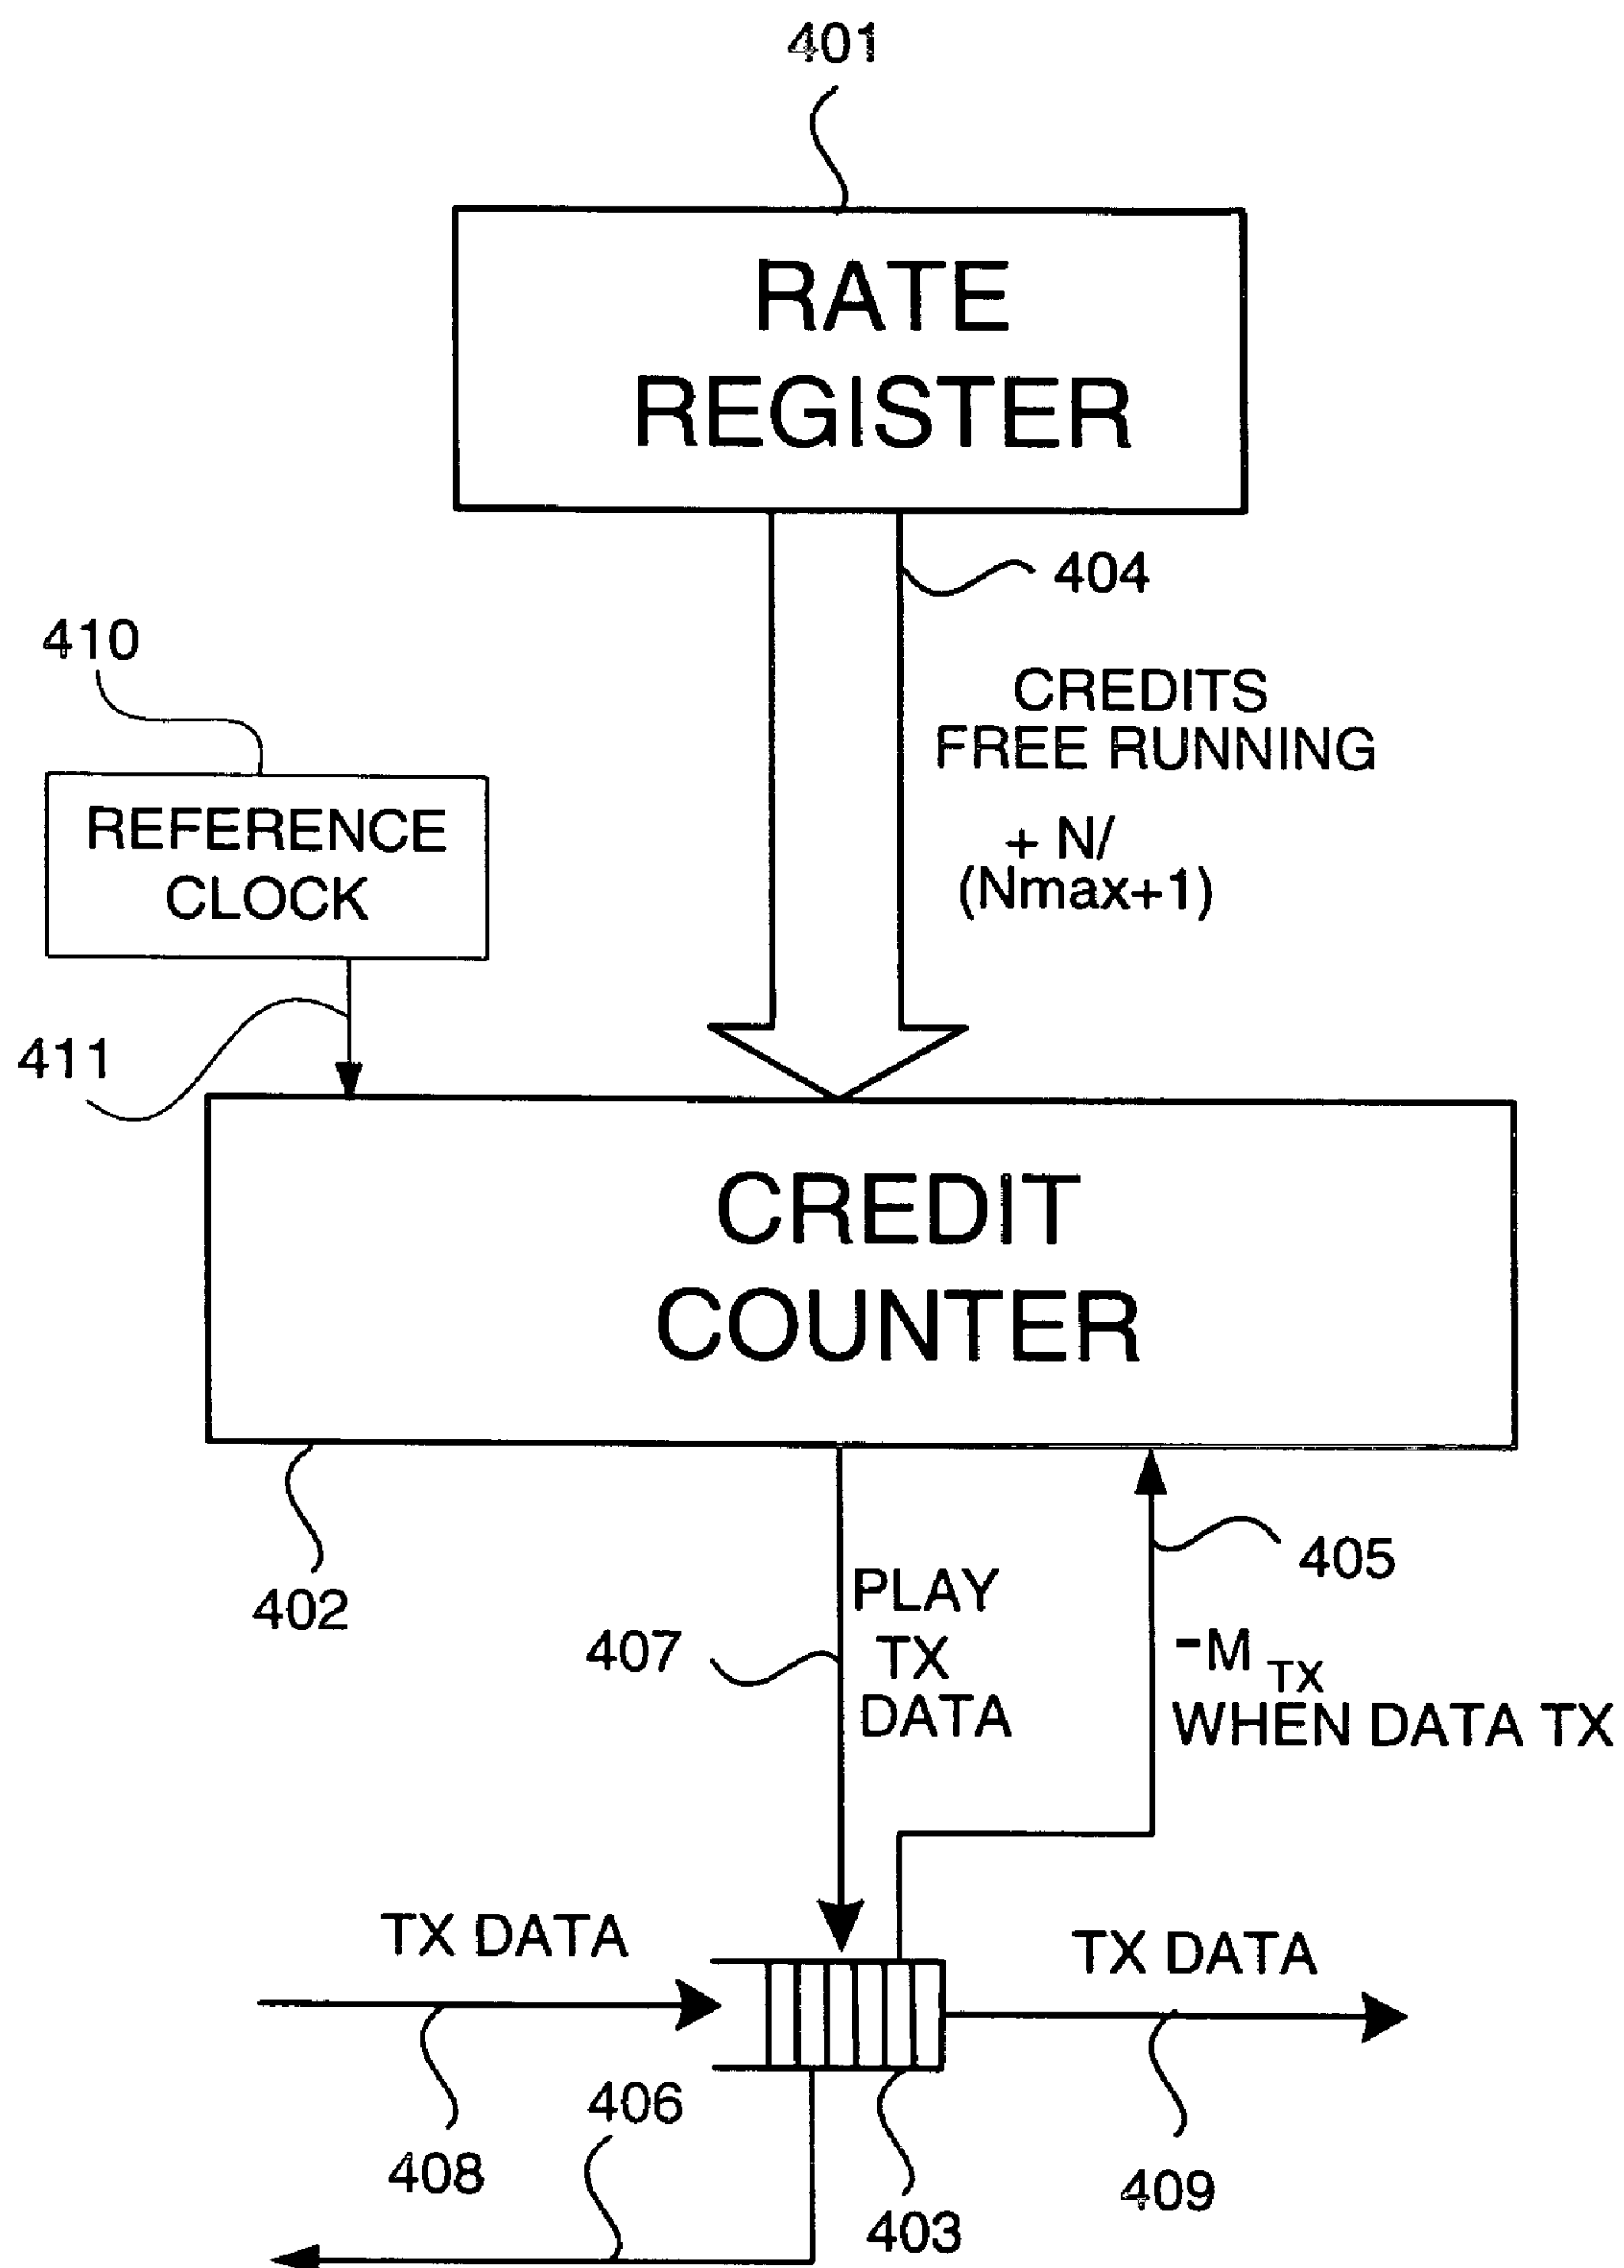 401
RATE
REGISTER
404
410
CREDITS
FREE RUNNING
REFERENCE
CLOCK
+ N/
(Nmax+1)
411
CREDIT
COUNTER
402
405
PLAY
TX
DATA
407
-M TX
WHEN DATA TX
TX DATA
TX DATA
406
408
403
409